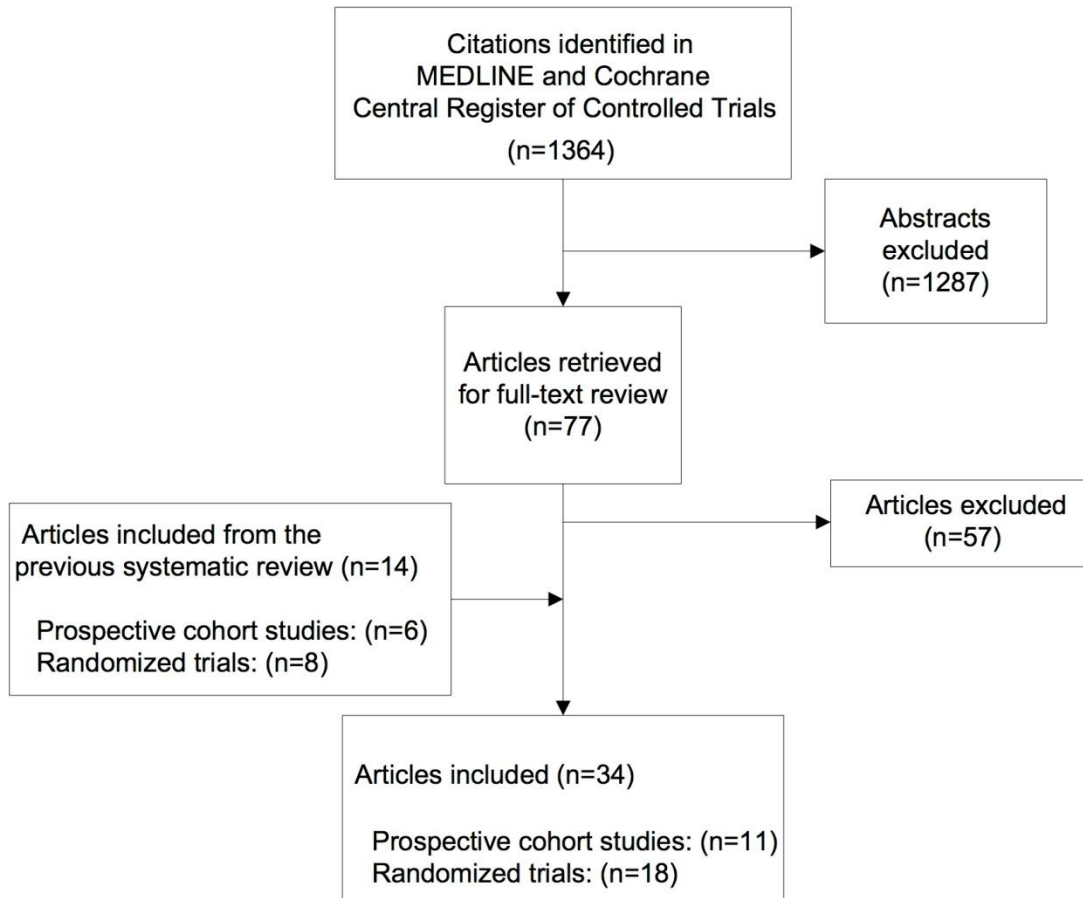 Citations identified in
MEDLINE and Cochrane
Central Register of Controlled Trials
(n=1364)
Abstracts
excluded
(n=1287)
Articles retrieved
for full-text review
(n=77)
Articles excluded
(n=57)
Articles included from the
previous systematic review (n=14)
Prospective cohort studies: (n=6)
Randomized trials: (n=8)
Articles included (n=34)
Prospective cohort studies: (n=11)
Randomized trials: (n=18)